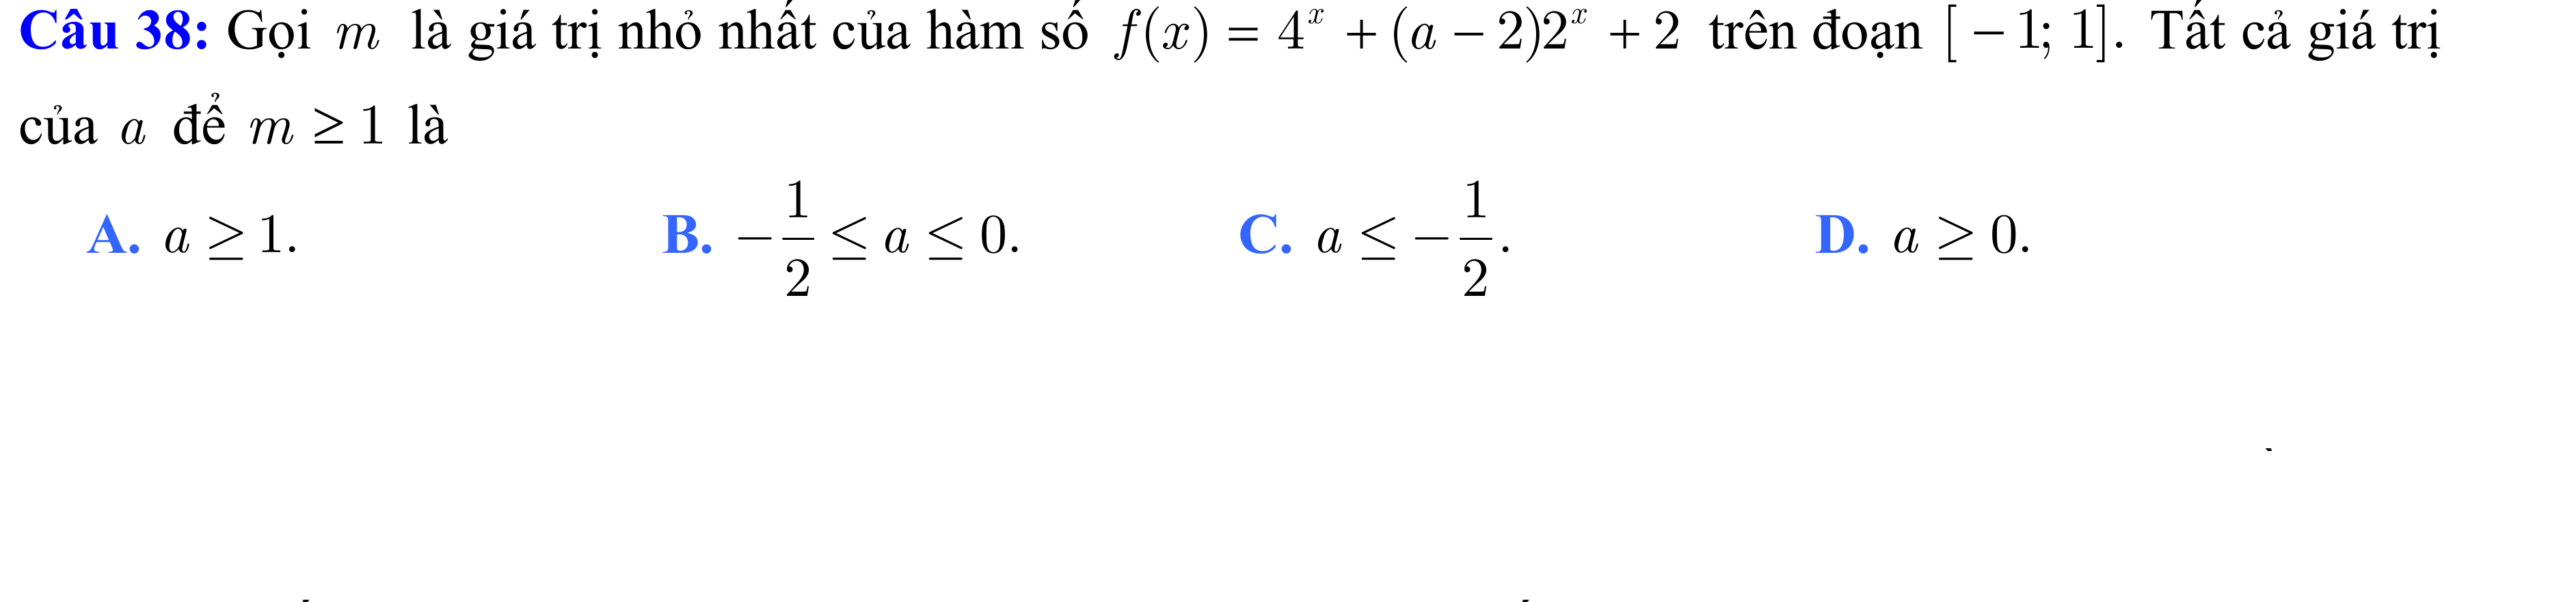 Câu 38: Gọi m là giá trị nhỏ nhất của hàm số f(x) = 4^x + (a − 2)2^x + 2 trên đoạn [ − 1; 1]. Tất cả giá trị
của a để m ≥ 1 là
A. a ≥ 1. B. −1/2 ≤ a ≤ 0. C. a ≤ −1/2. D. a ≥ 0.